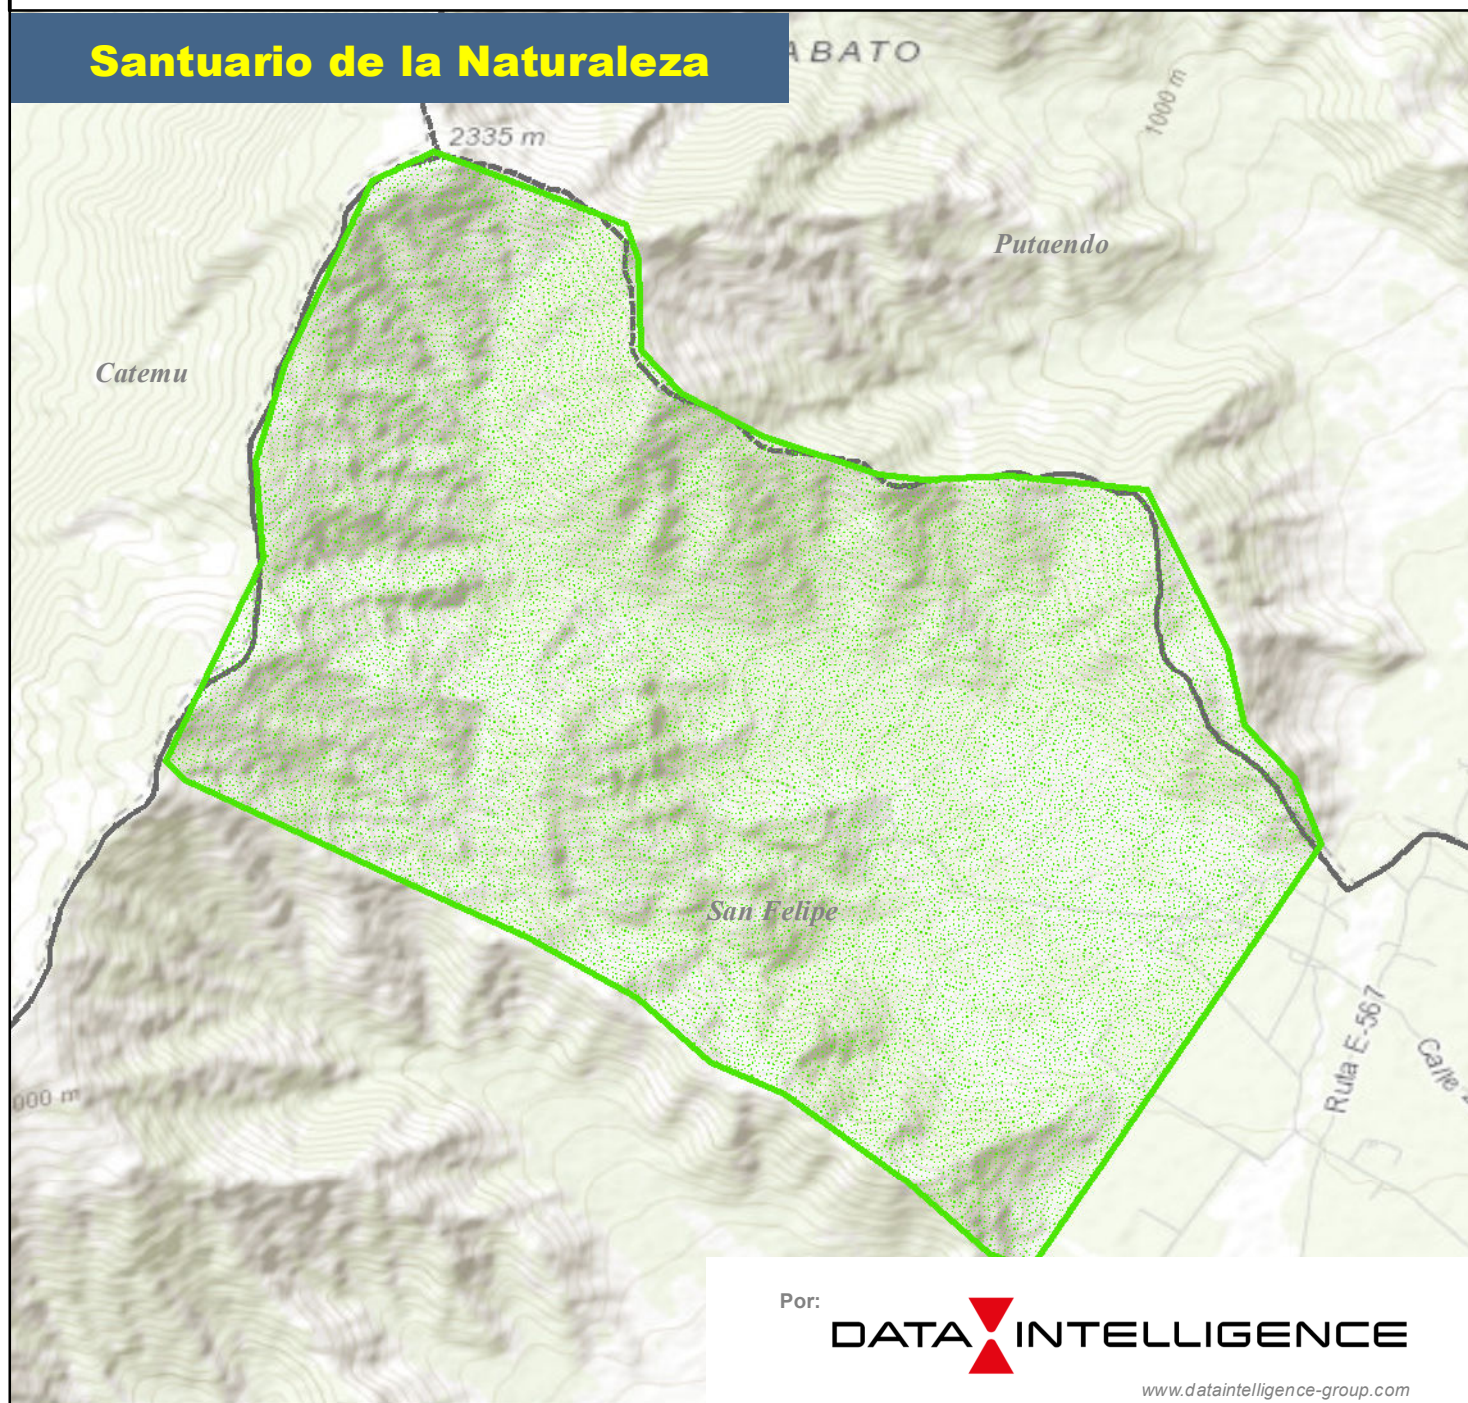 Santuario de la Naturaleza
ABATO
1000 m
2335 m
Putaendo
Catemu
San Felipe
Ruta E-567
Calle
000 m
Por:
DATA INTELLIGENCE
www.dataintelligence-group.com